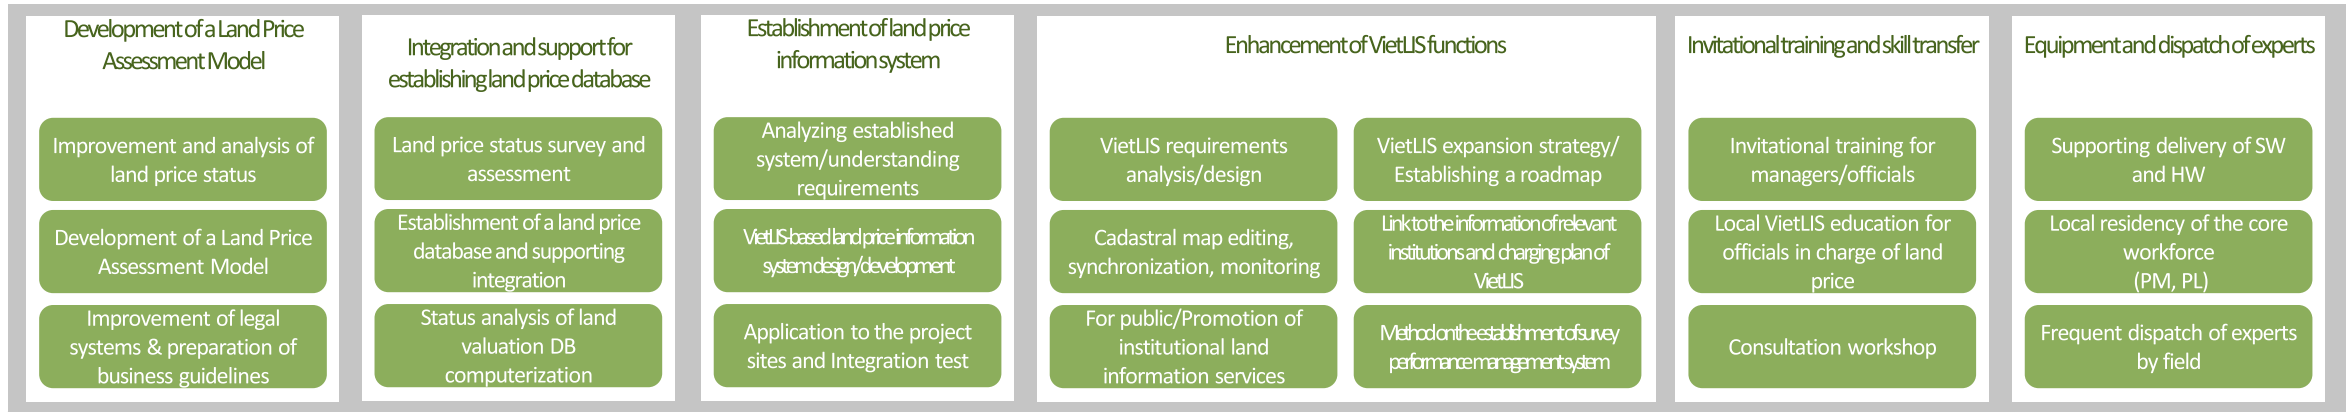 Development of a Land Price
Assessment Model
Improvement and analysis of
land price status
Development of a Land Price
Assessment Model
Improvement of legal
systems & preparation of
business guidelines
Integration and support for
establishing land price database
Land price status survey and
assessment
Establishment of a land price
database and supporting
integration
Status analysis of land
valuation DB
computerization
Establishment of land price
information system
Analyzing established
system/understanding
requirements
VietLIS-based land price information
system design/development
Application to the project
sites and Integration test
Enhancement of VietLIS functions
VietLIS requirements
analysis/design
Cadastral map editing,
synchronization, monitoring
For public/Promotion of
institutional land
information services
VietLIS expansion strategy/
Establishing a roadmap
Link to the information of relevant
institutions and charging plan of
VietLIS
Method on the establishment of survey
performance management system
Invitational training and skill transfer
Invitational training for
managers/officials
Local VietLIS education for
officials in charge of land
price
Consultation workshop
Equipment and dispatch of experts
Supporting delivery of SW
and HW
Local residency of the core
workforce
(PM, PL)
Frequent dispatch of experts
by field